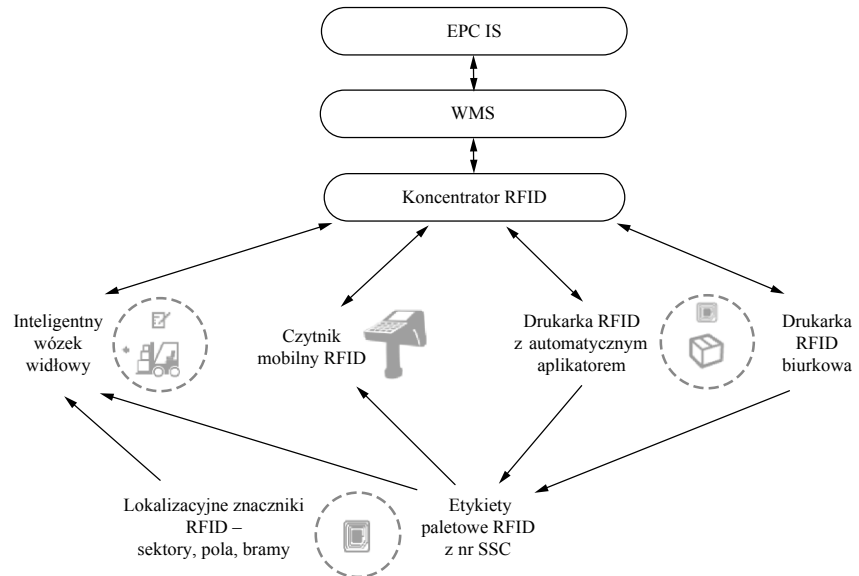 EPC IS
WMS
Koncentrator RFID
Inteligentny
wózek
widłowy
Czytnik
mobilny RFID
Drukarka RFID
z automatycznym
aplikatorem
Drukarka
RFID
biurkowa
Lokalizacyjne znaczniki
RFID –
sektory, pola, bramy
Etykiety
paletowe RFID
z nr SSC